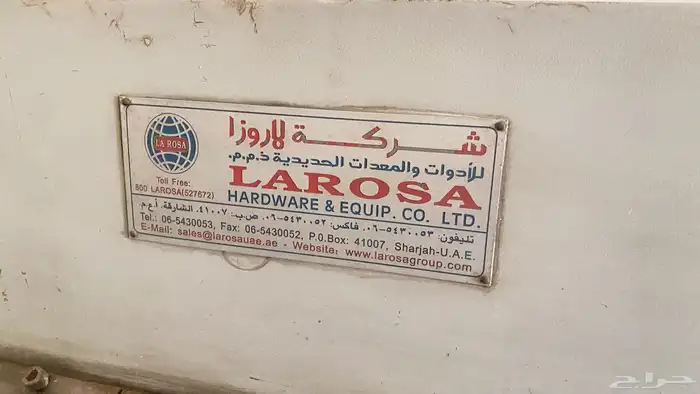 شركة لاروزا
للأدوات والمعدات الحديدية ذ.م.م.
LA ROSA
Toll Free:
800 LAROSA(527672)
LAROSA
HARDWARE & EQUIP. CO. LTD.
تليفون: ٥٤٣٠٠٥٣-٠٦، فاكس: ٥٤٣٠٠٥٢-٠٦، ص.ب: ٤١٠٠٧، الشارقة، أ.ع.م
Tel.: 06-5430053, Fax: 06-5430052, P.O.Box: 41007, Sharjah-U.A.E.
E-Mail: sales@larosauae.ae - Website: www.larosagroup.com
حراج